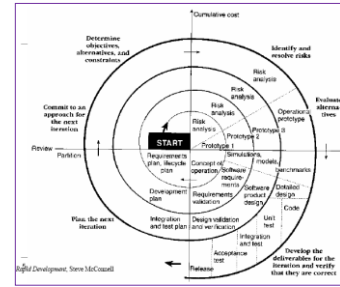 Cumulative cost
Determine
objectives,
alternatives, and
constraints
Identify and
resolve risks
Risk
analysis
Risk
analysis
Risk
analysis
Risk
analysis
Commit to an
approach for
the next
iteration
Evaluate
alterna-
tives
Operational
prototype
Prototype 3
Prototype 2
Prototype 1
START
Review
Partition
Requirements
plan, lifecycle
plan
Concept of
operation
Simulations,
models,
benchmarks
Software
require-
ments
Software
product
design
Detailed
design
Development
plan
Requirements
validation
Code
Unit
test
Plan the next
iteration
Integration
and test plan
Design validation
and verification
Integration
and test
Acceptance
test
Release
Develop the
deliverables for the
iteration and verify
that they are correct
Rapid Development, Steve McConnell